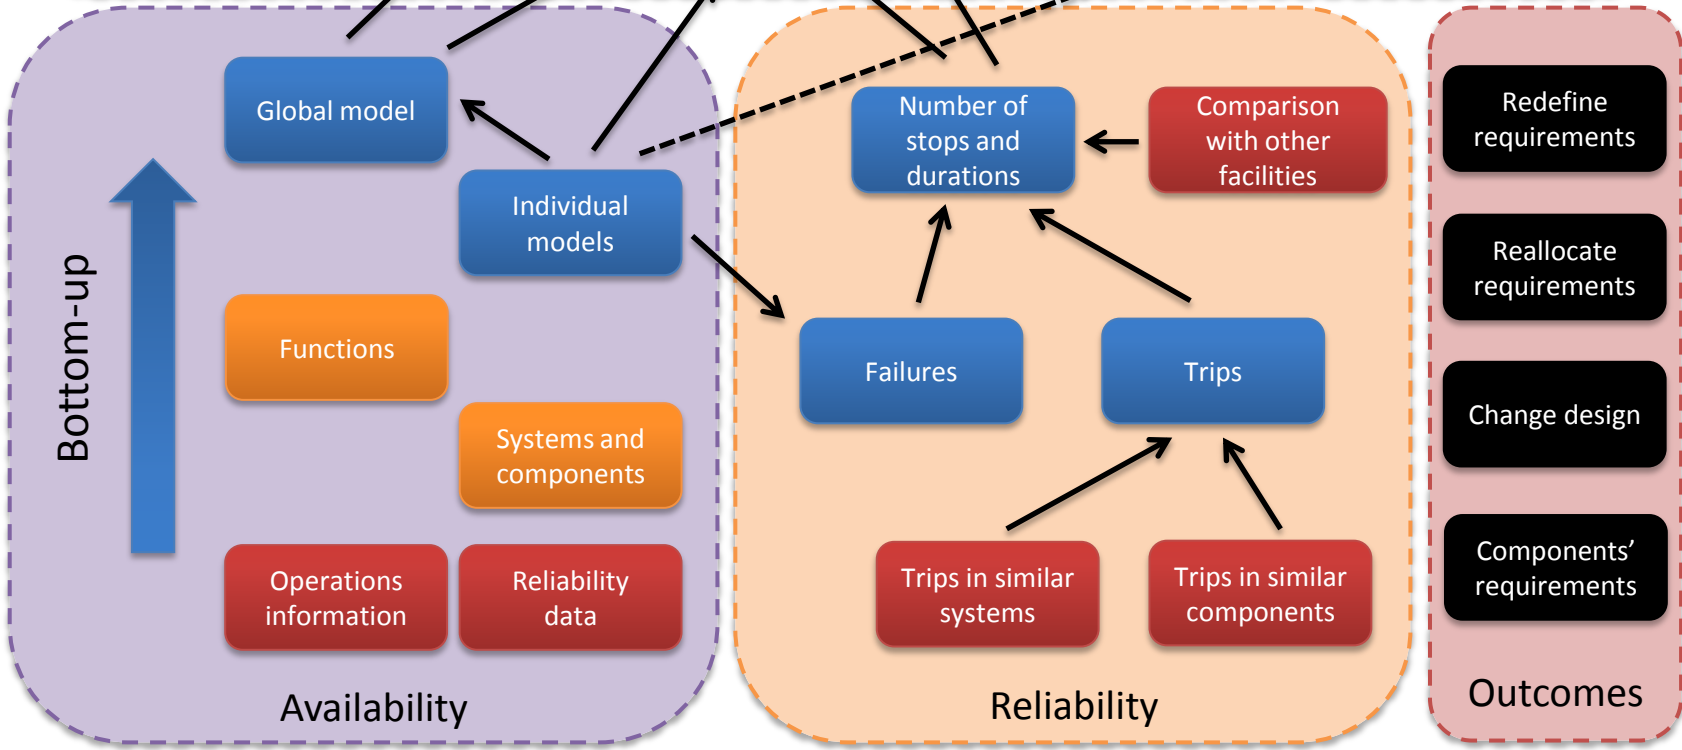 Global model
Individual
models
Bottom-up
Functions
Systems and
components
Operations
information
Reliability
data
Availability
Number of
stops and
durations
Comparison
with other
facilities
Failures
Trips
Trips in similar
systems
Trips in similar
components
Reliability
Redefine
requirements
Reallocate
requirements
Change design
Components’
requirements
Outcomes